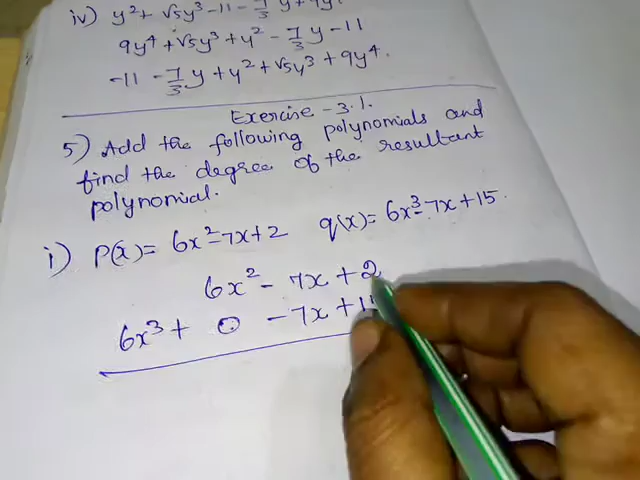 iv) y² + √5y³ - 11 - 7/3 y + 9y⁴
9y⁴ + √5y³ + y² - 7/3 y - 11
-11 - 7/3 y + y² + √5y³ + 9y⁴.
Exercise - 3.1.
5) Add the following polynomials and
find the degree of the resultant
polynomial.
i) P(x) = 6x² - 7x + 2 q(x) = 6x³ - 7x + 15.
6x² - 7x + 2
6x³ + 0 - 7x + 1